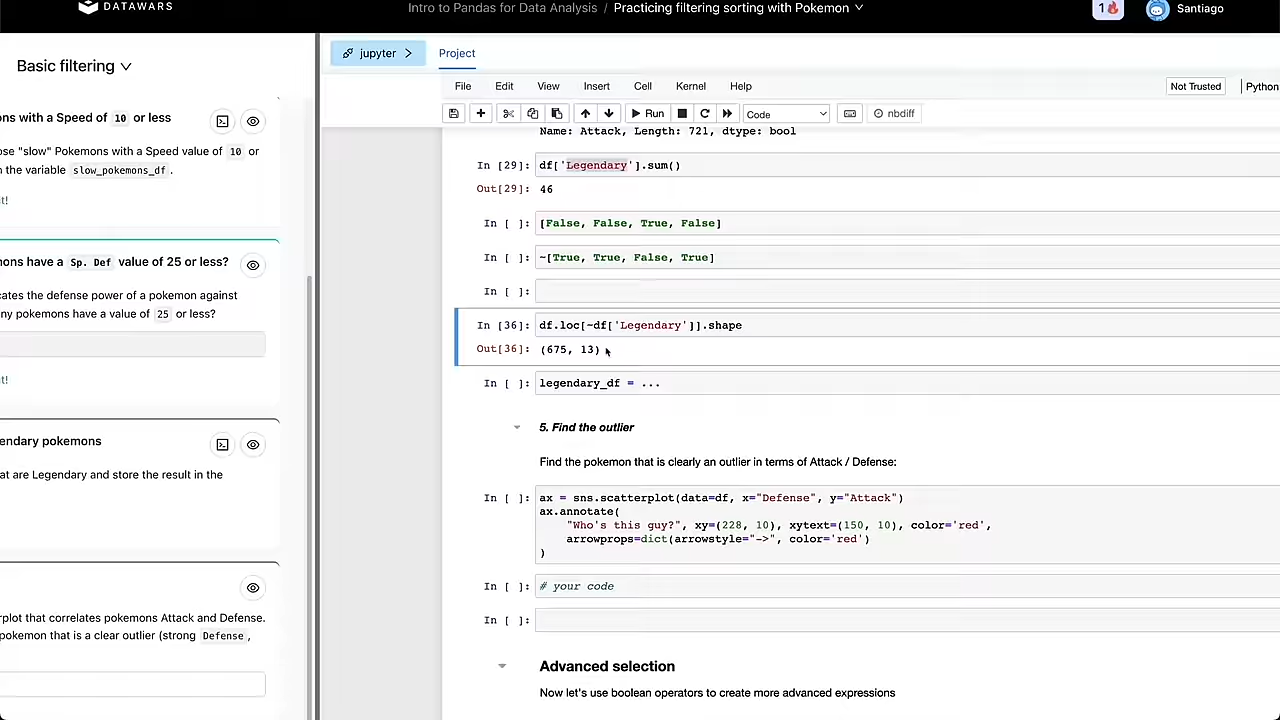 DATAWARS
Intro to Pandas for Data Analysis / Practicing filtering sorting with Pokemon
1
Santiago
Basic filtering
ons with a Speed of 10 or less
ose "slow" Pokemons with a Speed value of 10 or
n the variable slow_pokemons_df.
t!
mons have a Sp. Def value of 25 or less?
cates the defense power of a pokemon against
ny pokemons have a value of 25 or less?
t!
endary pokemons
at are Legendary and store the result in the
rplot that correlates pokemons Attack and Defense.
pokemon that is a clear outlier (strong Defense,
jupyter
Project
File Edit View Insert Cell Kernel Help
Not Trusted
Python
Run
Code
nbdiff
Name: Attack, Length: 721, dtype: bool
In [29]: df['Legendary'].sum()
Out[29]: 46
In [ ]: [False, False, True, False]
In [ ]: ~[True, True, False, True]
In [ ]:
In [36]: df.loc[~df['Legendary']].shape
Out[36]: (675, 13)
In [ ]: legendary_df = ...
5. Find the outlier
Find the pokemon that is clearly an outlier in terms of Attack / Defense:
In [ ]: ax = sns.scatterplot(data=df, x="Defense", y="Attack")
ax.annotate(
"Who's this guy?", xy=(228, 10), xytext=(150, 10), color='red',
arrowprops=dict(arrowstyle="->", color='red')
)
In [ ]: # your code
In [ ]:
Advanced selection
Now let's use boolean operators to create more advanced expressions